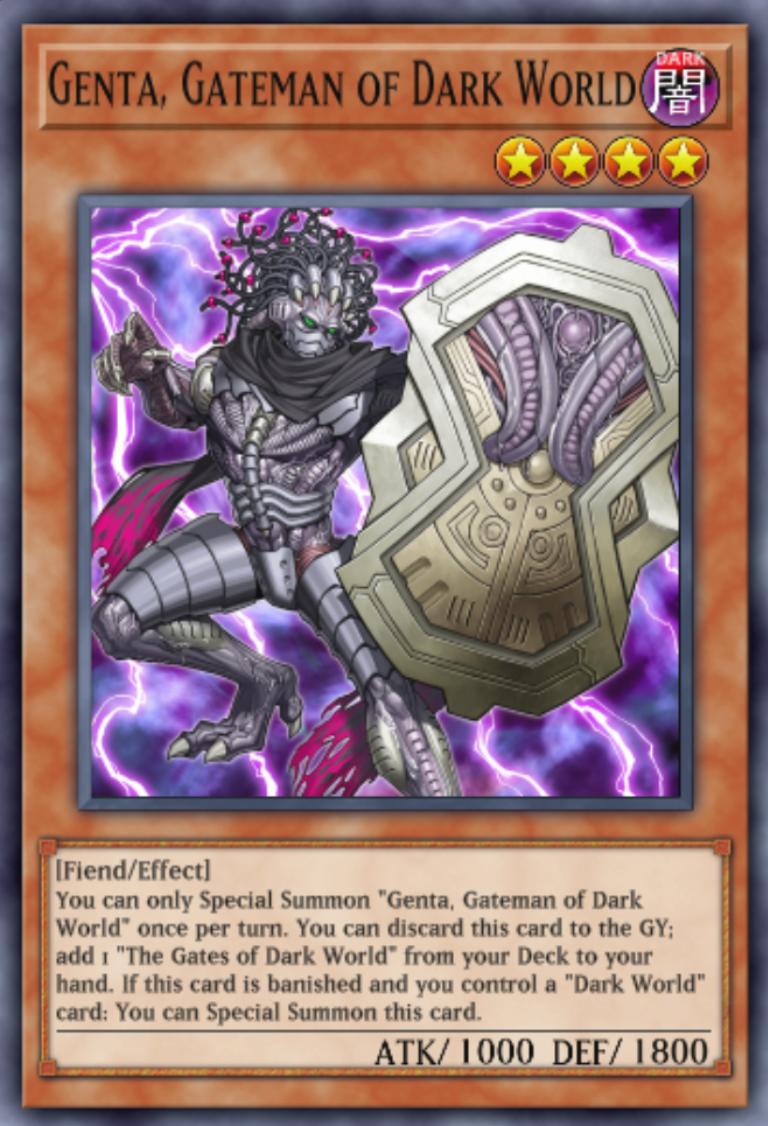 Genta, Gateman of Dark World
DARK
闇
[Fiend/Effect]
You can only Special Summon "Genta, Gateman of Dark
World" once per turn. You can discard this card to the GY;
add 1 "The Gates of Dark World" from your Deck to your
hand. If this card is banished and you control a "Dark World"
card: You can Special Summon this card.
ATK/ 1000 DEF/ 1800